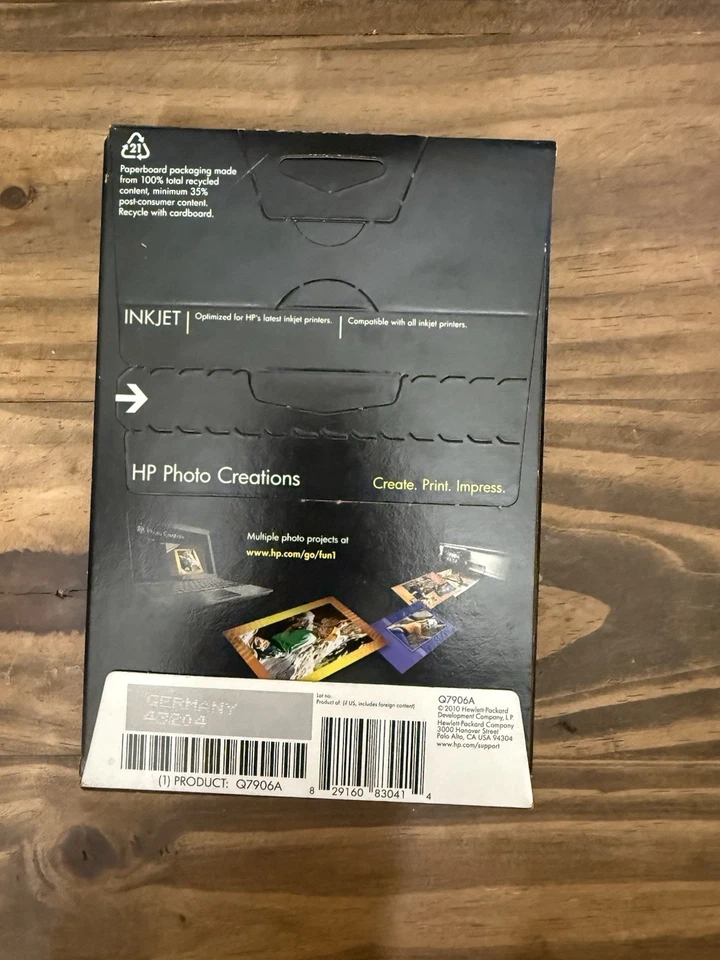 21
Paperboard packaging made
from 100% total recycled
content, minimum 35%
post-consumer content.
Recycle with cardboard.
INKJET
Optimized for HP's latest inkjet printers.
Compatible with all inkjet printers.
HP Photo Creations
Create. Print. Impress.
HP Photo Creations
Multiple photo projects at
www.hp.com/go/fun1
GERMANY
43204
Lot no.
Product of: (if US, includes foreign content)
(1) PRODUCT: Q7906A
8 29160 83041 4
Q7906A
© 2010 Hewlett-Packard
Development Company, L.P.
Hewlett-Packard Company
3000 Hanover Street
Palo Alto, CA USA 94304
www.hp.com/support